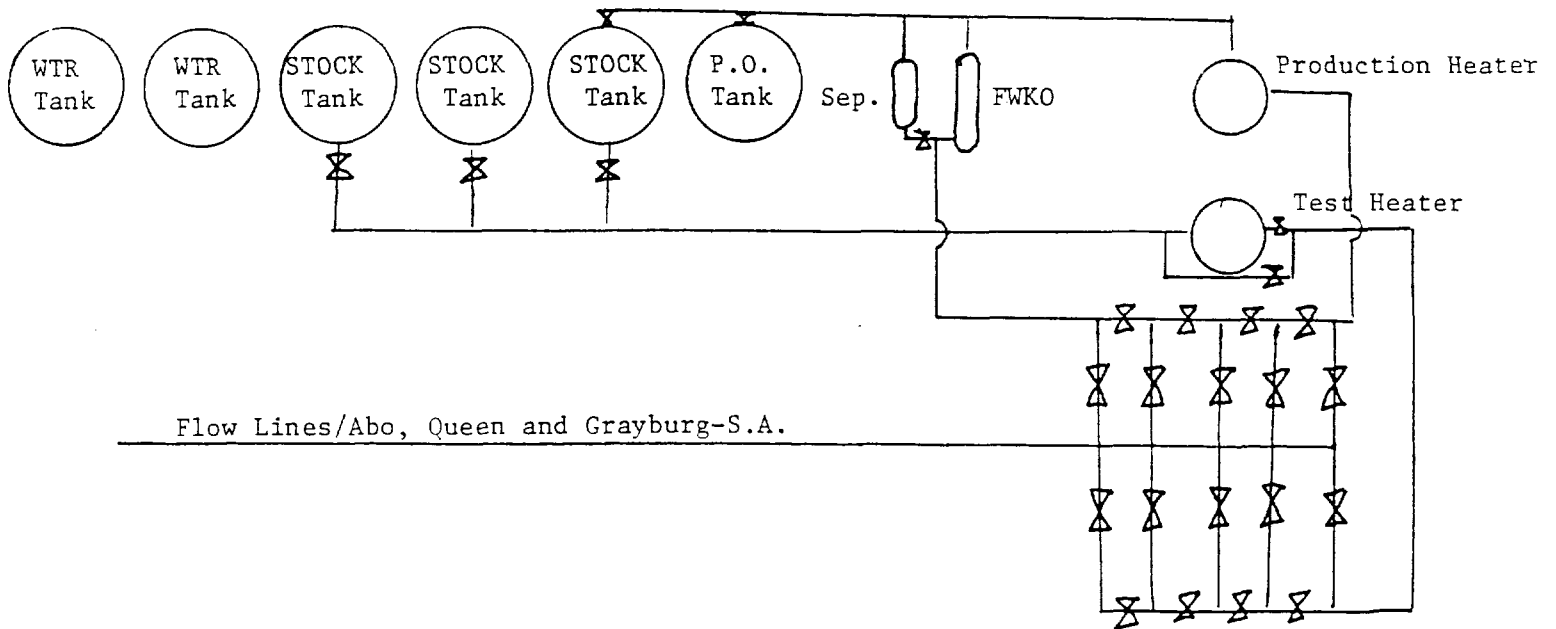 WTR
Tank
WTR
Tank
STOCK
Tank
STOCK
Tank
STOCK
Tank
P.O.
Tank
Sep.
FWKO
Production Heater
Test Heater
Flow Lines/Abo, Queen and Grayburg-S.A.